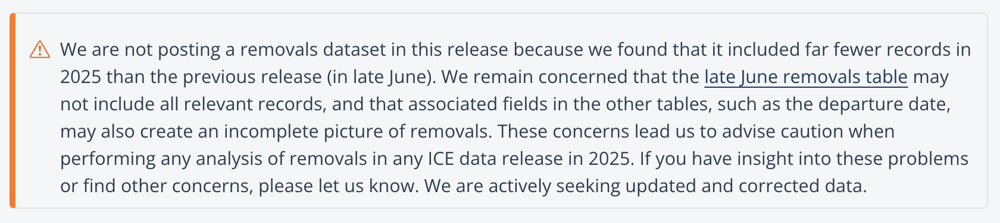 We are not posting a removals dataset in this release because we found that it included far fewer records in
2025 than the previous release (in late June). We remain concerned that the late June removals table may
not include all relevant records, and that associated fields in the other tables, such as the departure date,
may also create an incomplete picture of removals. These concerns lead us to advise caution when
performing any analysis of removals in any ICE data release in 2025. If you have insight into these problems
or find other concerns, please let us know. We are actively seeking updated and corrected data.